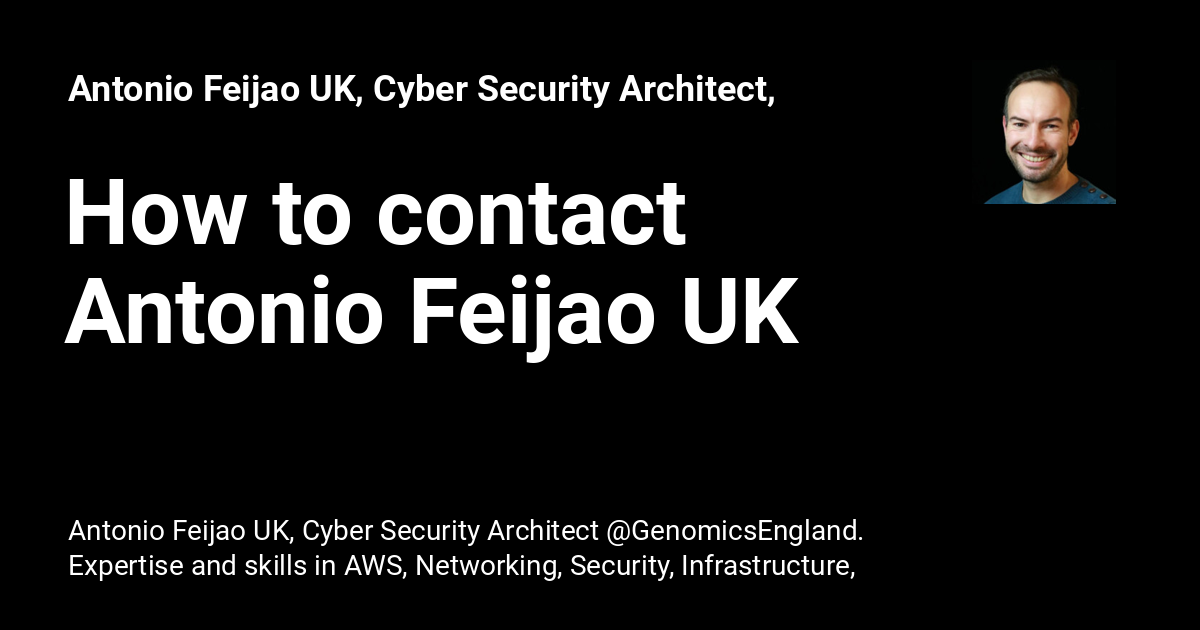 Antonio Feijao UK, Cyber Security Architect,
How to contact
Antonio Feijao UK
Antonio Feijao UK, Cyber Security Architect @GenomicsEngland.
Expertise and skills in AWS, Networking, Security, Infrastructure,